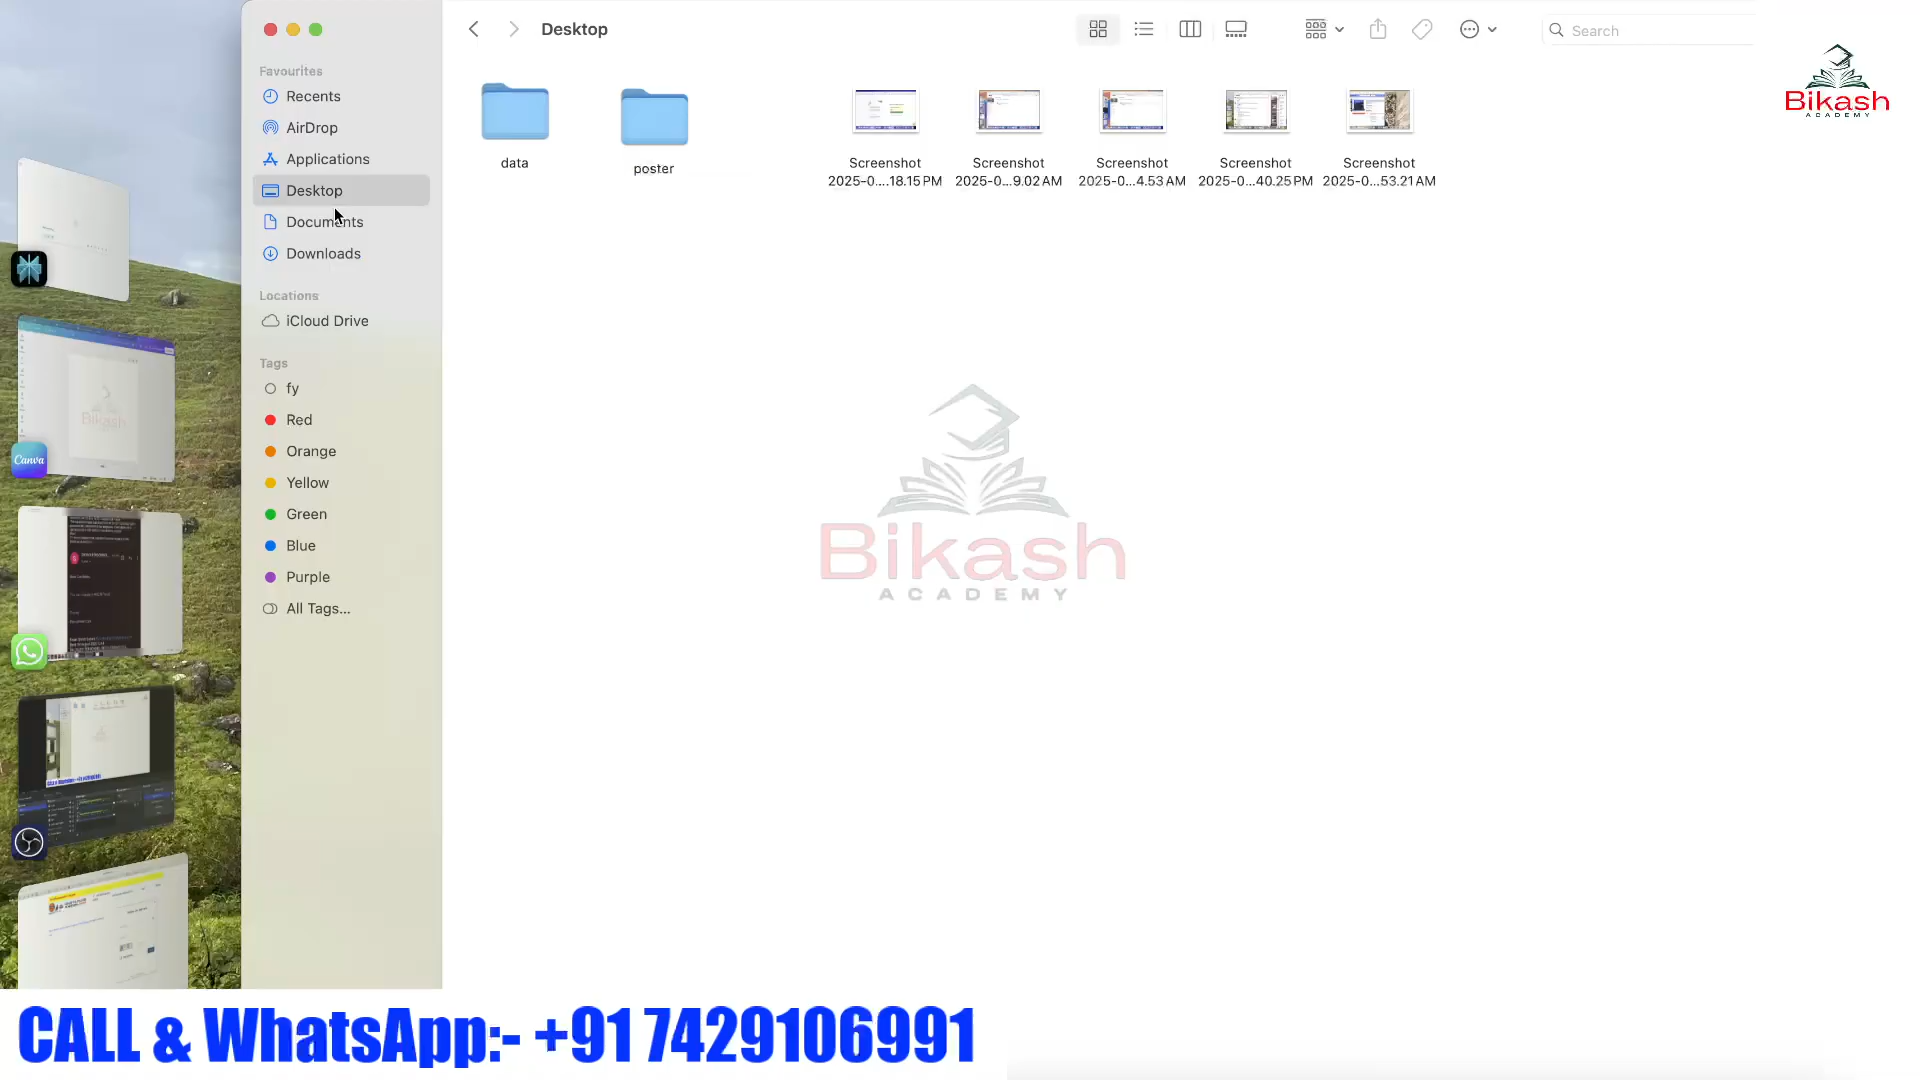 Desktop
Search
Bikash
ACADEMY
Favourites
Recents
AirDrop
Applications
Desktop
Documents
Downloads
Locations
iCloud Drive
Tags
fy
Red
Orange
Yellow
Green
Blue
Purple
All Tags...
data
poster
Screenshot
2025-0....18.15 PM
Screenshot
2025-0...9.02 AM
Screenshot
2025-0...4.53 AM
Screenshot
2025-0...40.25 PM
Screenshot
2025-0...53.21 AM
Bikash
ACADEMY
Bikash
Canva
CALL & WhatsApp:- +91 7429106991